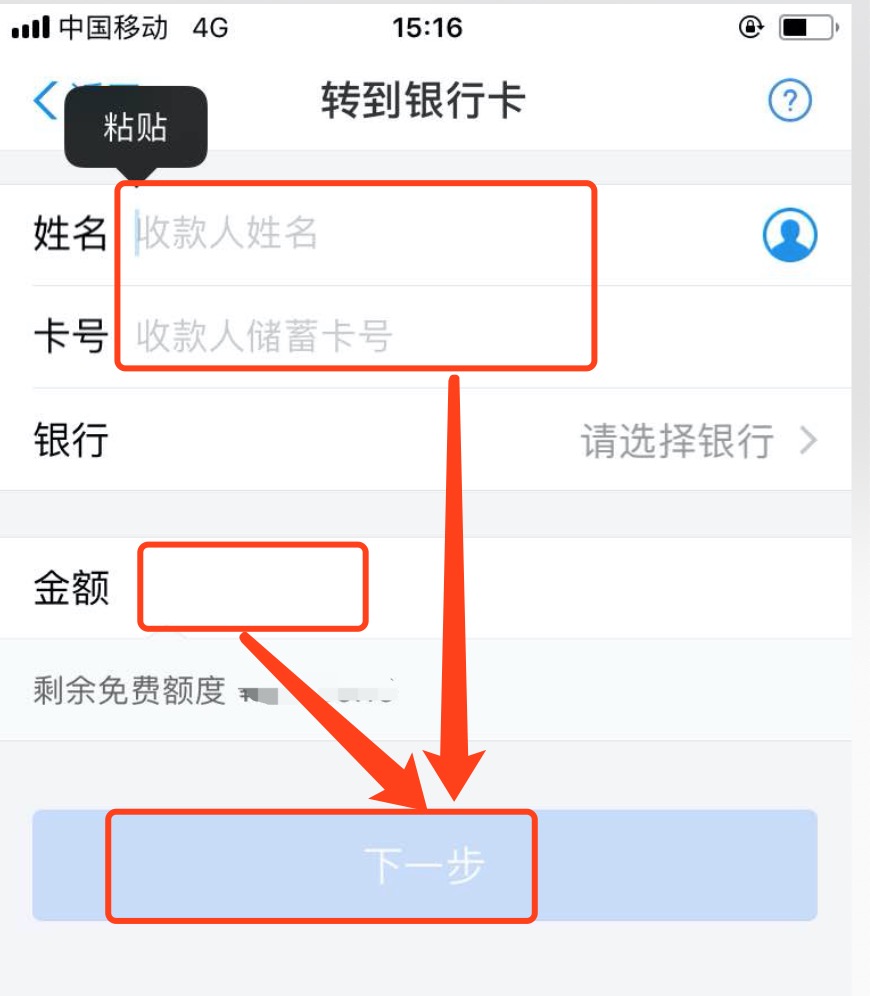 中国移动 4G 15:16
转到银行卡 ?
粘贴
姓名 收款人姓名
卡号 收款人储蓄卡号
银行 请选择银行
金额
剩余免费额度
下一步